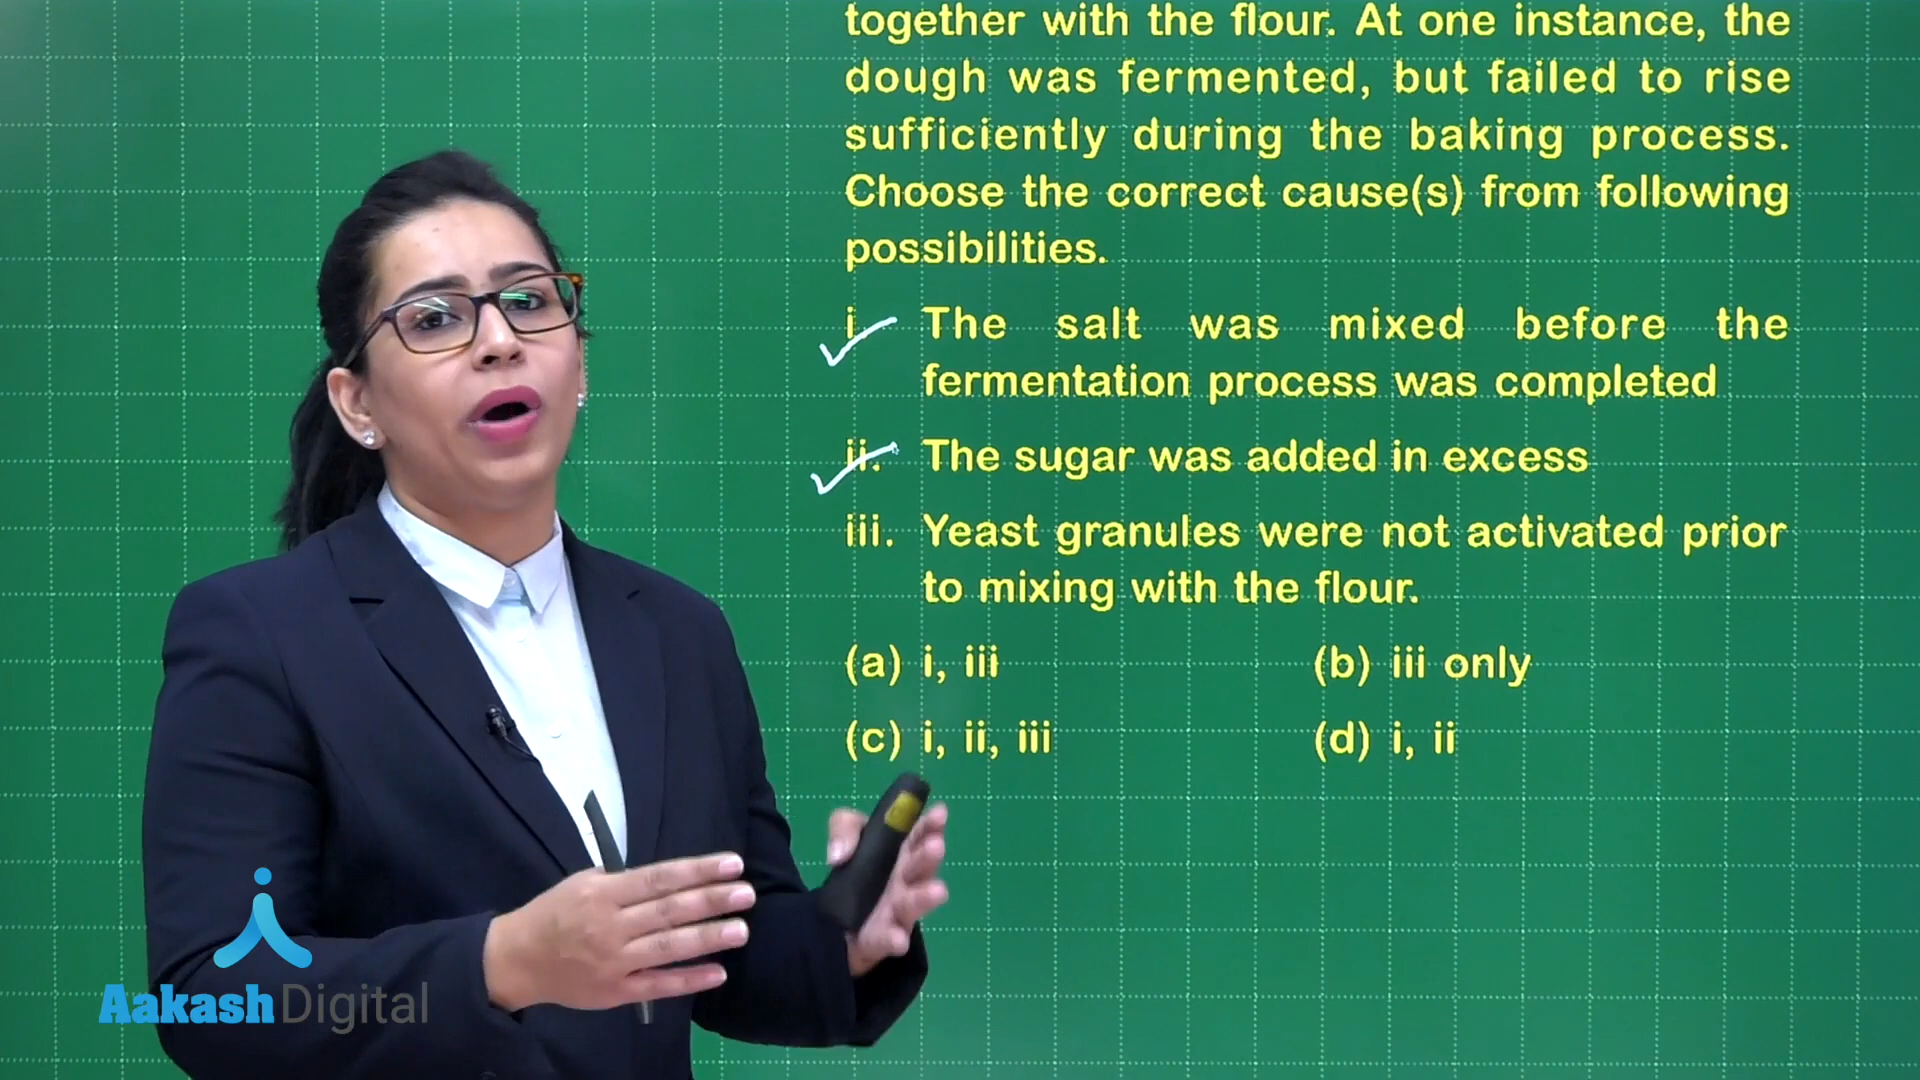 together with the flour. At one instance, the
dough was fermented, but failed to rise
sufficiently during the baking process.
Choose the correct cause(s) from following
possibilities.
i. The salt was mixed before the
fermentation process was completed
ii. The sugar was added in excess
iii. Yeast granules were not activated prior
to mixing with the flour.
(a) i, iii (b) iii only
(c) i, ii, iii (d) i, ii
Aakash Digital